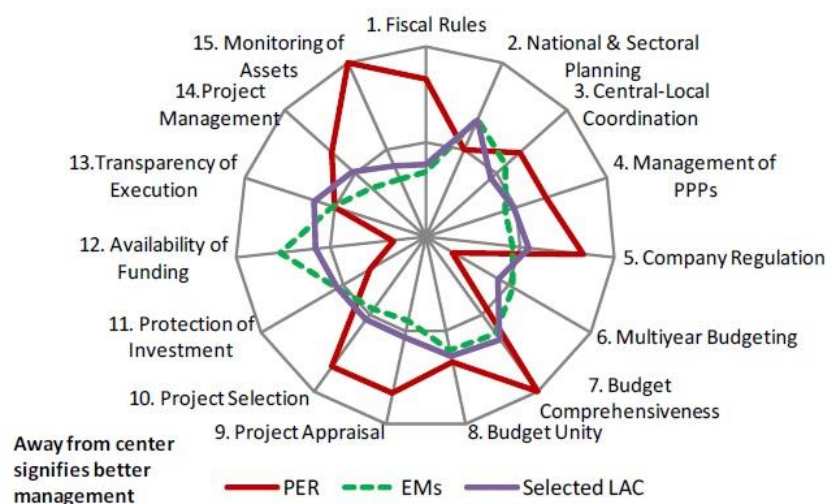 1. Fiscal Rules
2. National & Sectoral
Planning
3. Central-Local
Coordination
4. Management of
PPPs
5. Company Regulation
6. Multiyear Budgeting
7. Budget
Comprehensiveness
8. Budget Unity
9. Project Appraisal
10. Project Selection
11. Protection of
Investment
12. Availability of
Funding
13.Transparency of
Execution
14.Project
Management
15. Monitoring of
Assets
Away from center
signifies better
management
PER
EMs
Selected LAC